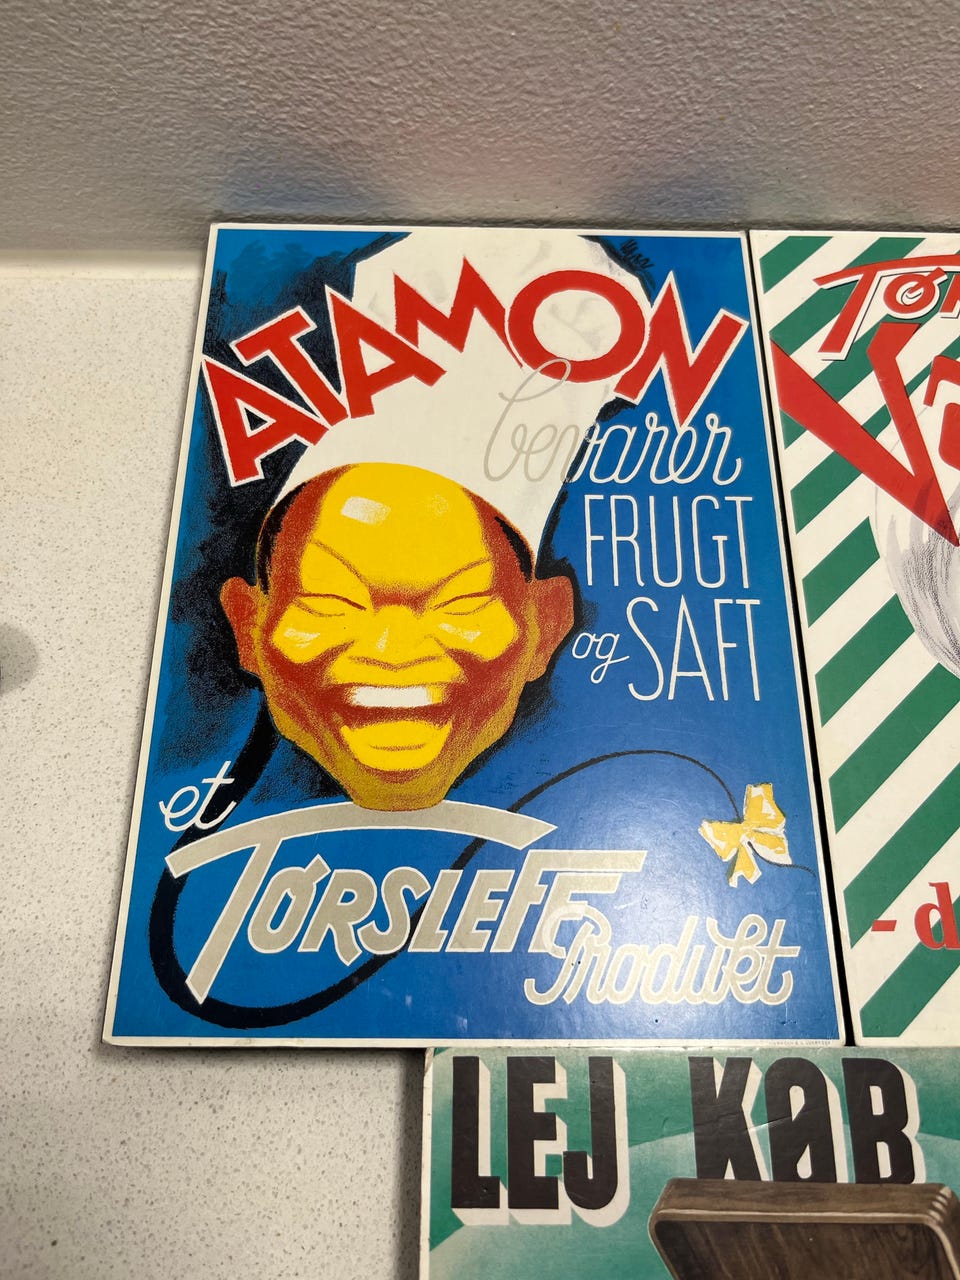 ATAMON
bevarer
FRUGT
og SAFT
et
TØRSLEFF
Produkt
- d
LEJ KØB